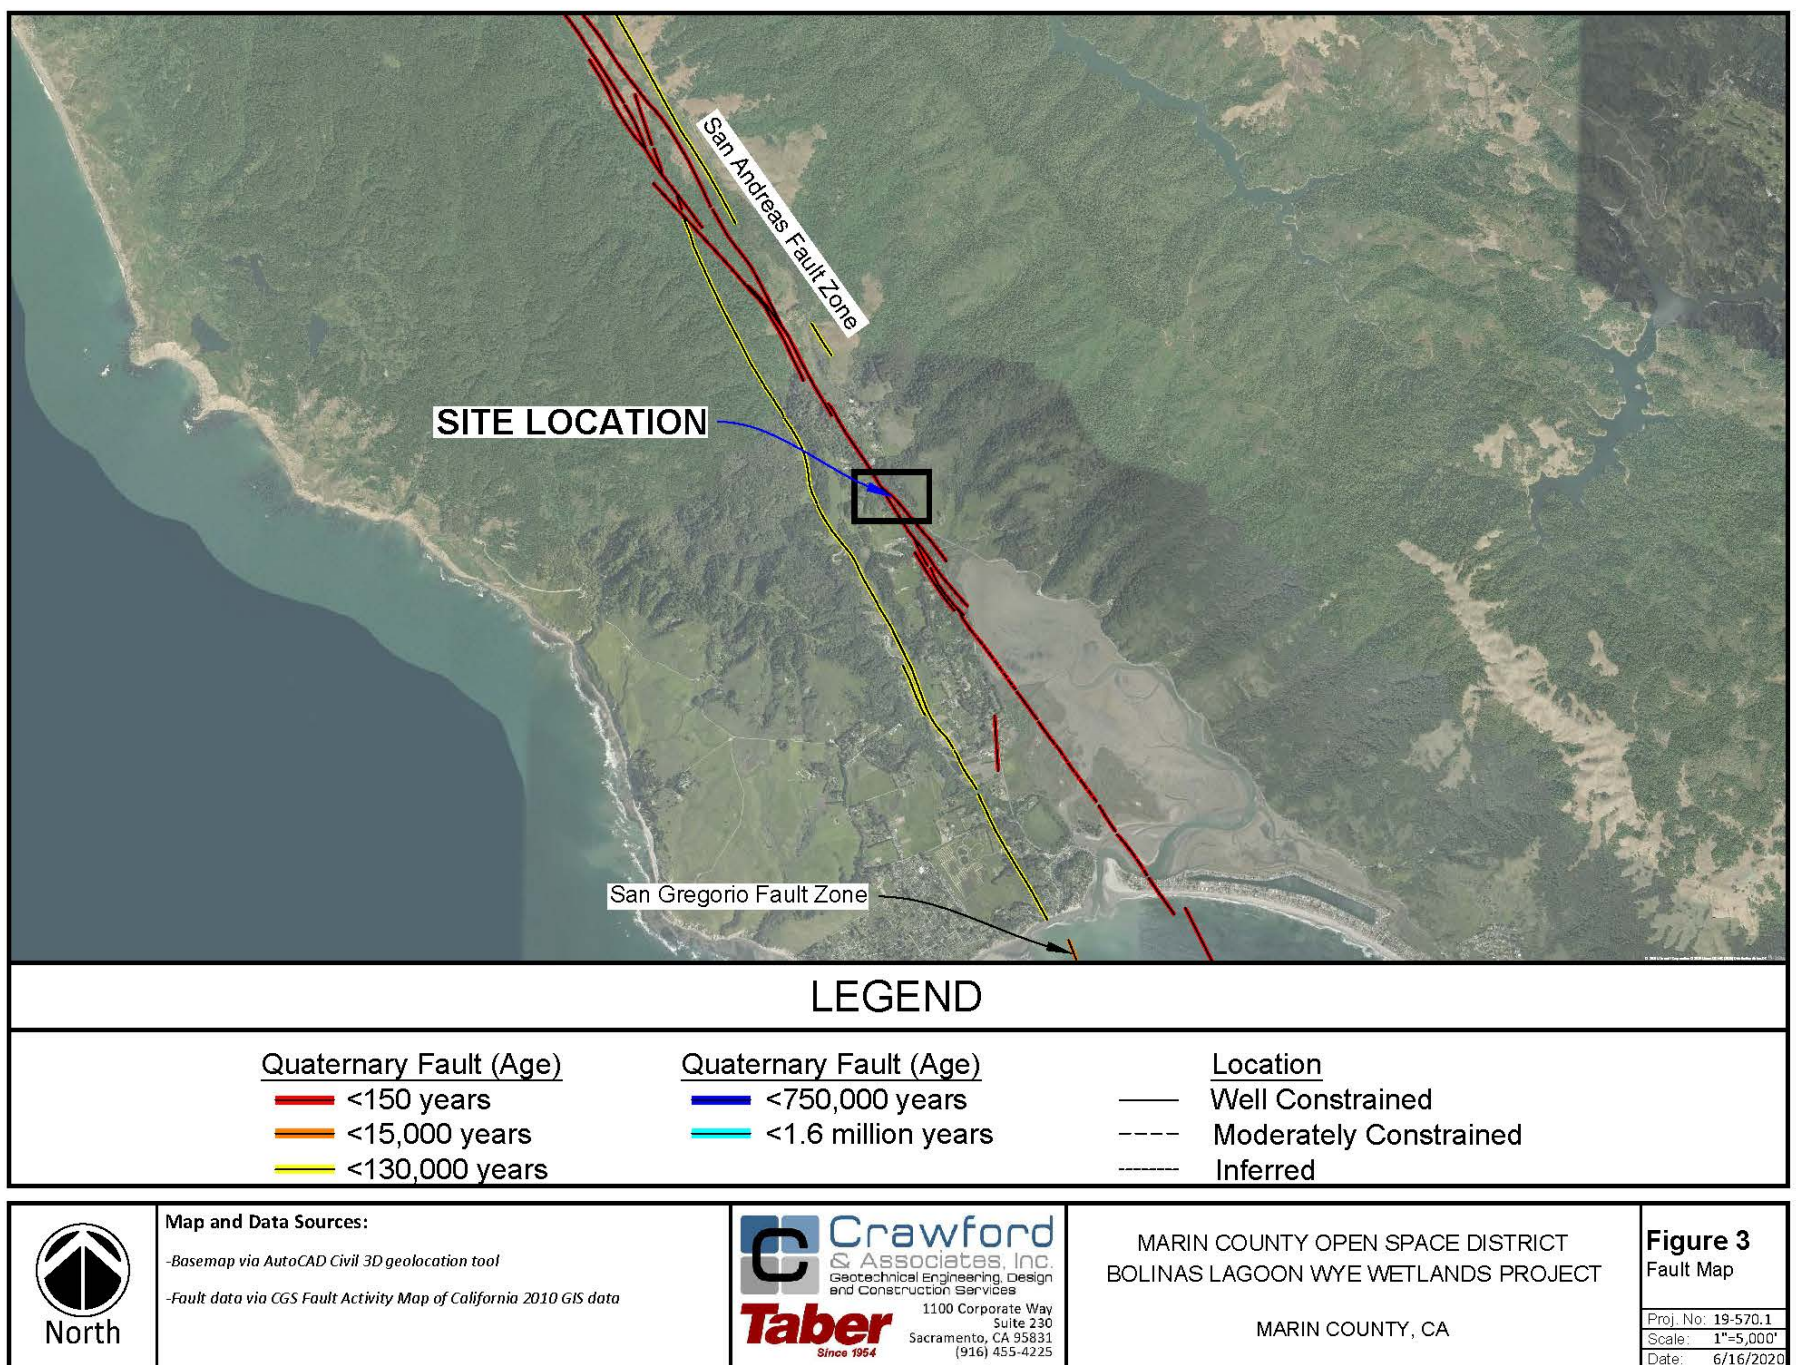 San Andreas Fault Zone
SITE LOCATION
San Gregorio Fault Zone
LEGEND
Quaternary Fault (Age)
<150 years
<15,000 years
<130,000 years
Quaternary Fault (Age)
<750,000 years
<1.6 million years
Location
Well Constrained
Moderately Constrained
Inferred
North
Map and Data Sources:
-Basemap via AutoCAD Civil 3D geolocation tool
-Fault data via CGS Fault Activity Map of California 2010 GIS data
C
Crawford
& Associates, Inc.
Geotechnical Engineering, Design
and Construction Services
Taber
Since 1954
1100 Corporate Way
Suite 230
Sacramento, CA 95831
(916) 455-4225
MARIN COUNTY OPEN SPACE DISTRICT
BOLINAS LAGOON WYE WETLANDS PROJECT
MARIN COUNTY, CA
Figure 3
Fault Map
Proj. No: 19-570.1
Scale: 1"=5,000'
Date: 6/16/2020